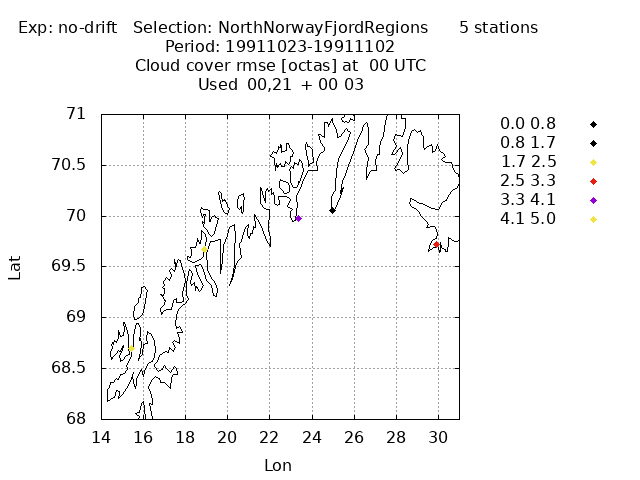 Exp: no-drift   Selection: NorthNorwayFjordRegions      5 stations
Period: 19911023-19911102
Cloud cover rmse [octas] at  00 UTC
Used  00,21  + 00 03
71
70.5
70
69.5
69
68.5
68
Lat
14 16 18 20 22 24 26 28 30
Lon
0.0 0.8
0.8 1.7
1.7 2.5
2.5 3.3
3.3 4.1
4.1 5.0